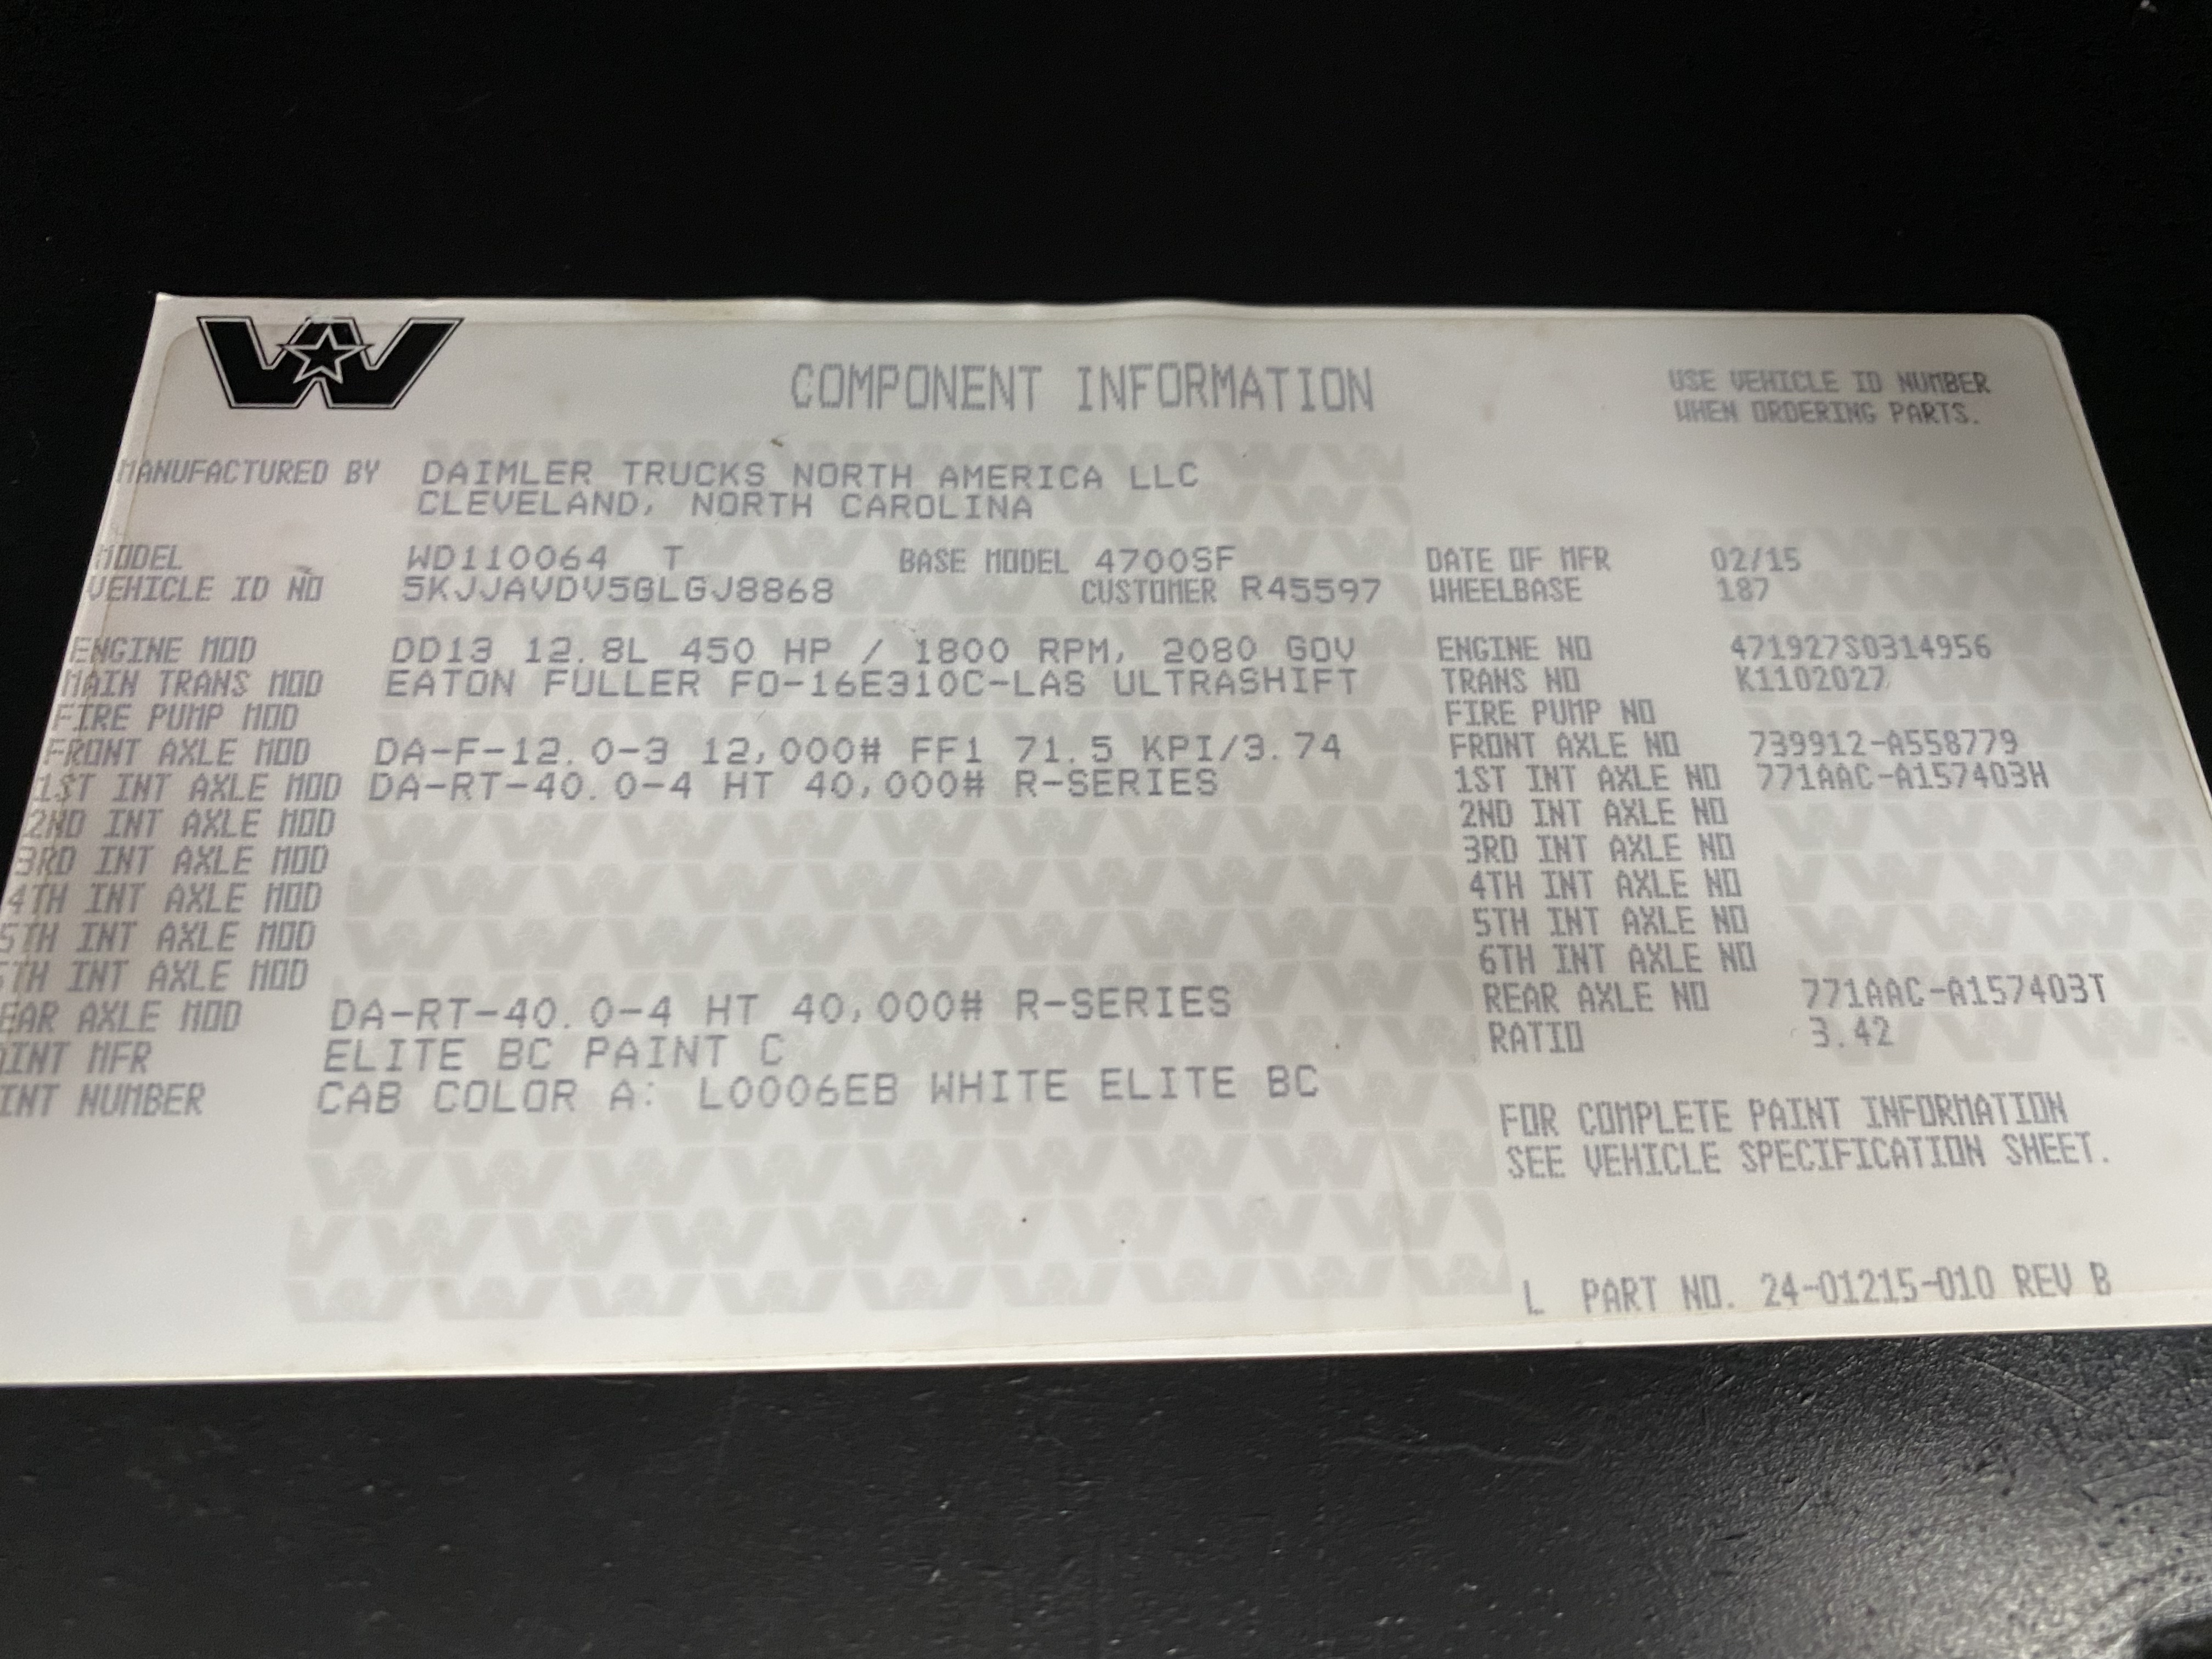 COMPONENT INFORMATION
USE VEHICLE ID NUMBER
WHEN ORDERING PARTS.
MANUFACTURED BY DAIMLER TRUCKS NORTH AMERICA LLC
CLEVELAND, NORTH CAROLINA
MODEL WD110064 T BASE MODEL 4700SF DATE OF MFR 02/15
VEHICLE ID NO 5KJJAVDV5GLGJ8868 CUSTOMER R45597 WHEELBASE 187
ENGINE MOD DD13 12.8L 450 HP / 1800 RPM, 2080 GOV ENGINE NO 471927S0314956
MAIN TRANS MOD EATON FULLER FO-16E310C-LAS ULTRASHIFT TRANS NO K1102027
FIRE PUMP MOD FIRE PUMP NO
FRONT AXLE MOD DA-F-12.0-3 12,000# FF1 71.5 KPI/3.74 FRONT AXLE NO 739912-A558779
1ST INT AXLE MOD DA-RT-40.0-4 HT 40,000# R-SERIES 1ST INT AXLE NO 771AAC-A157403H
2ND INT AXLE MOD 2ND INT AXLE NO
3RD INT AXLE MOD 3RD INT AXLE NO
4TH INT AXLE MOD 4TH INT AXLE NO
5TH INT AXLE MOD 5TH INT AXLE NO
TH INT AXLE MOD 6TH INT AXLE NO
EAR AXLE MOD DA-RT-40.0-4 HT 40,000# R-SERIES REAR AXLE NO 771AAC-A157403T
AINT MFR ELITE BC PAINT C RATIO 3.42
INT NUMBER CAB COLOR A: L0006EB WHITE ELITE BC
FOR COMPLETE PAINT INFORMATION
SEE VEHICLE SPECIFICATION SHEET.
L PART NO. 24-01215-010 REV B